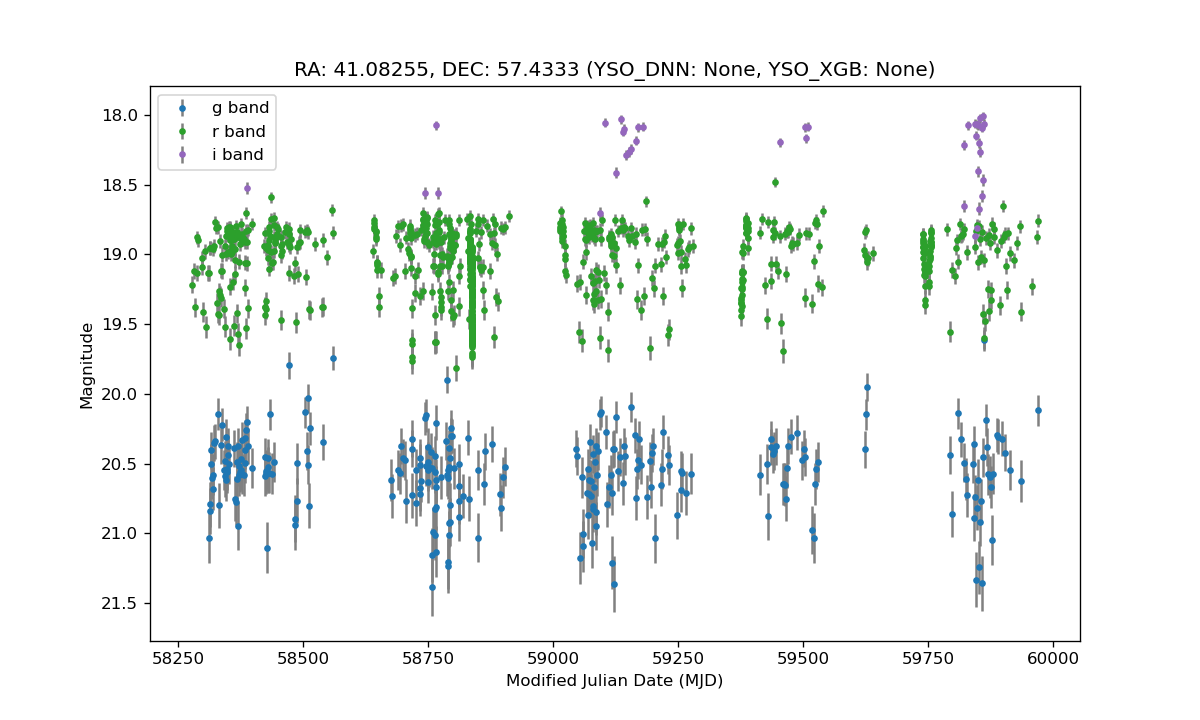 RA: 41.08255, DEC: 57.4333 (YSO_DNN: None, YSO_XGB: None)
g band
r band
i band
18.0
18.5
19.0
19.5
20.0
20.5
21.0
21.5
Magnitude
58250 58500 58750 59000 59250 59500 59750 60000
Modified Julian Date (MJD)